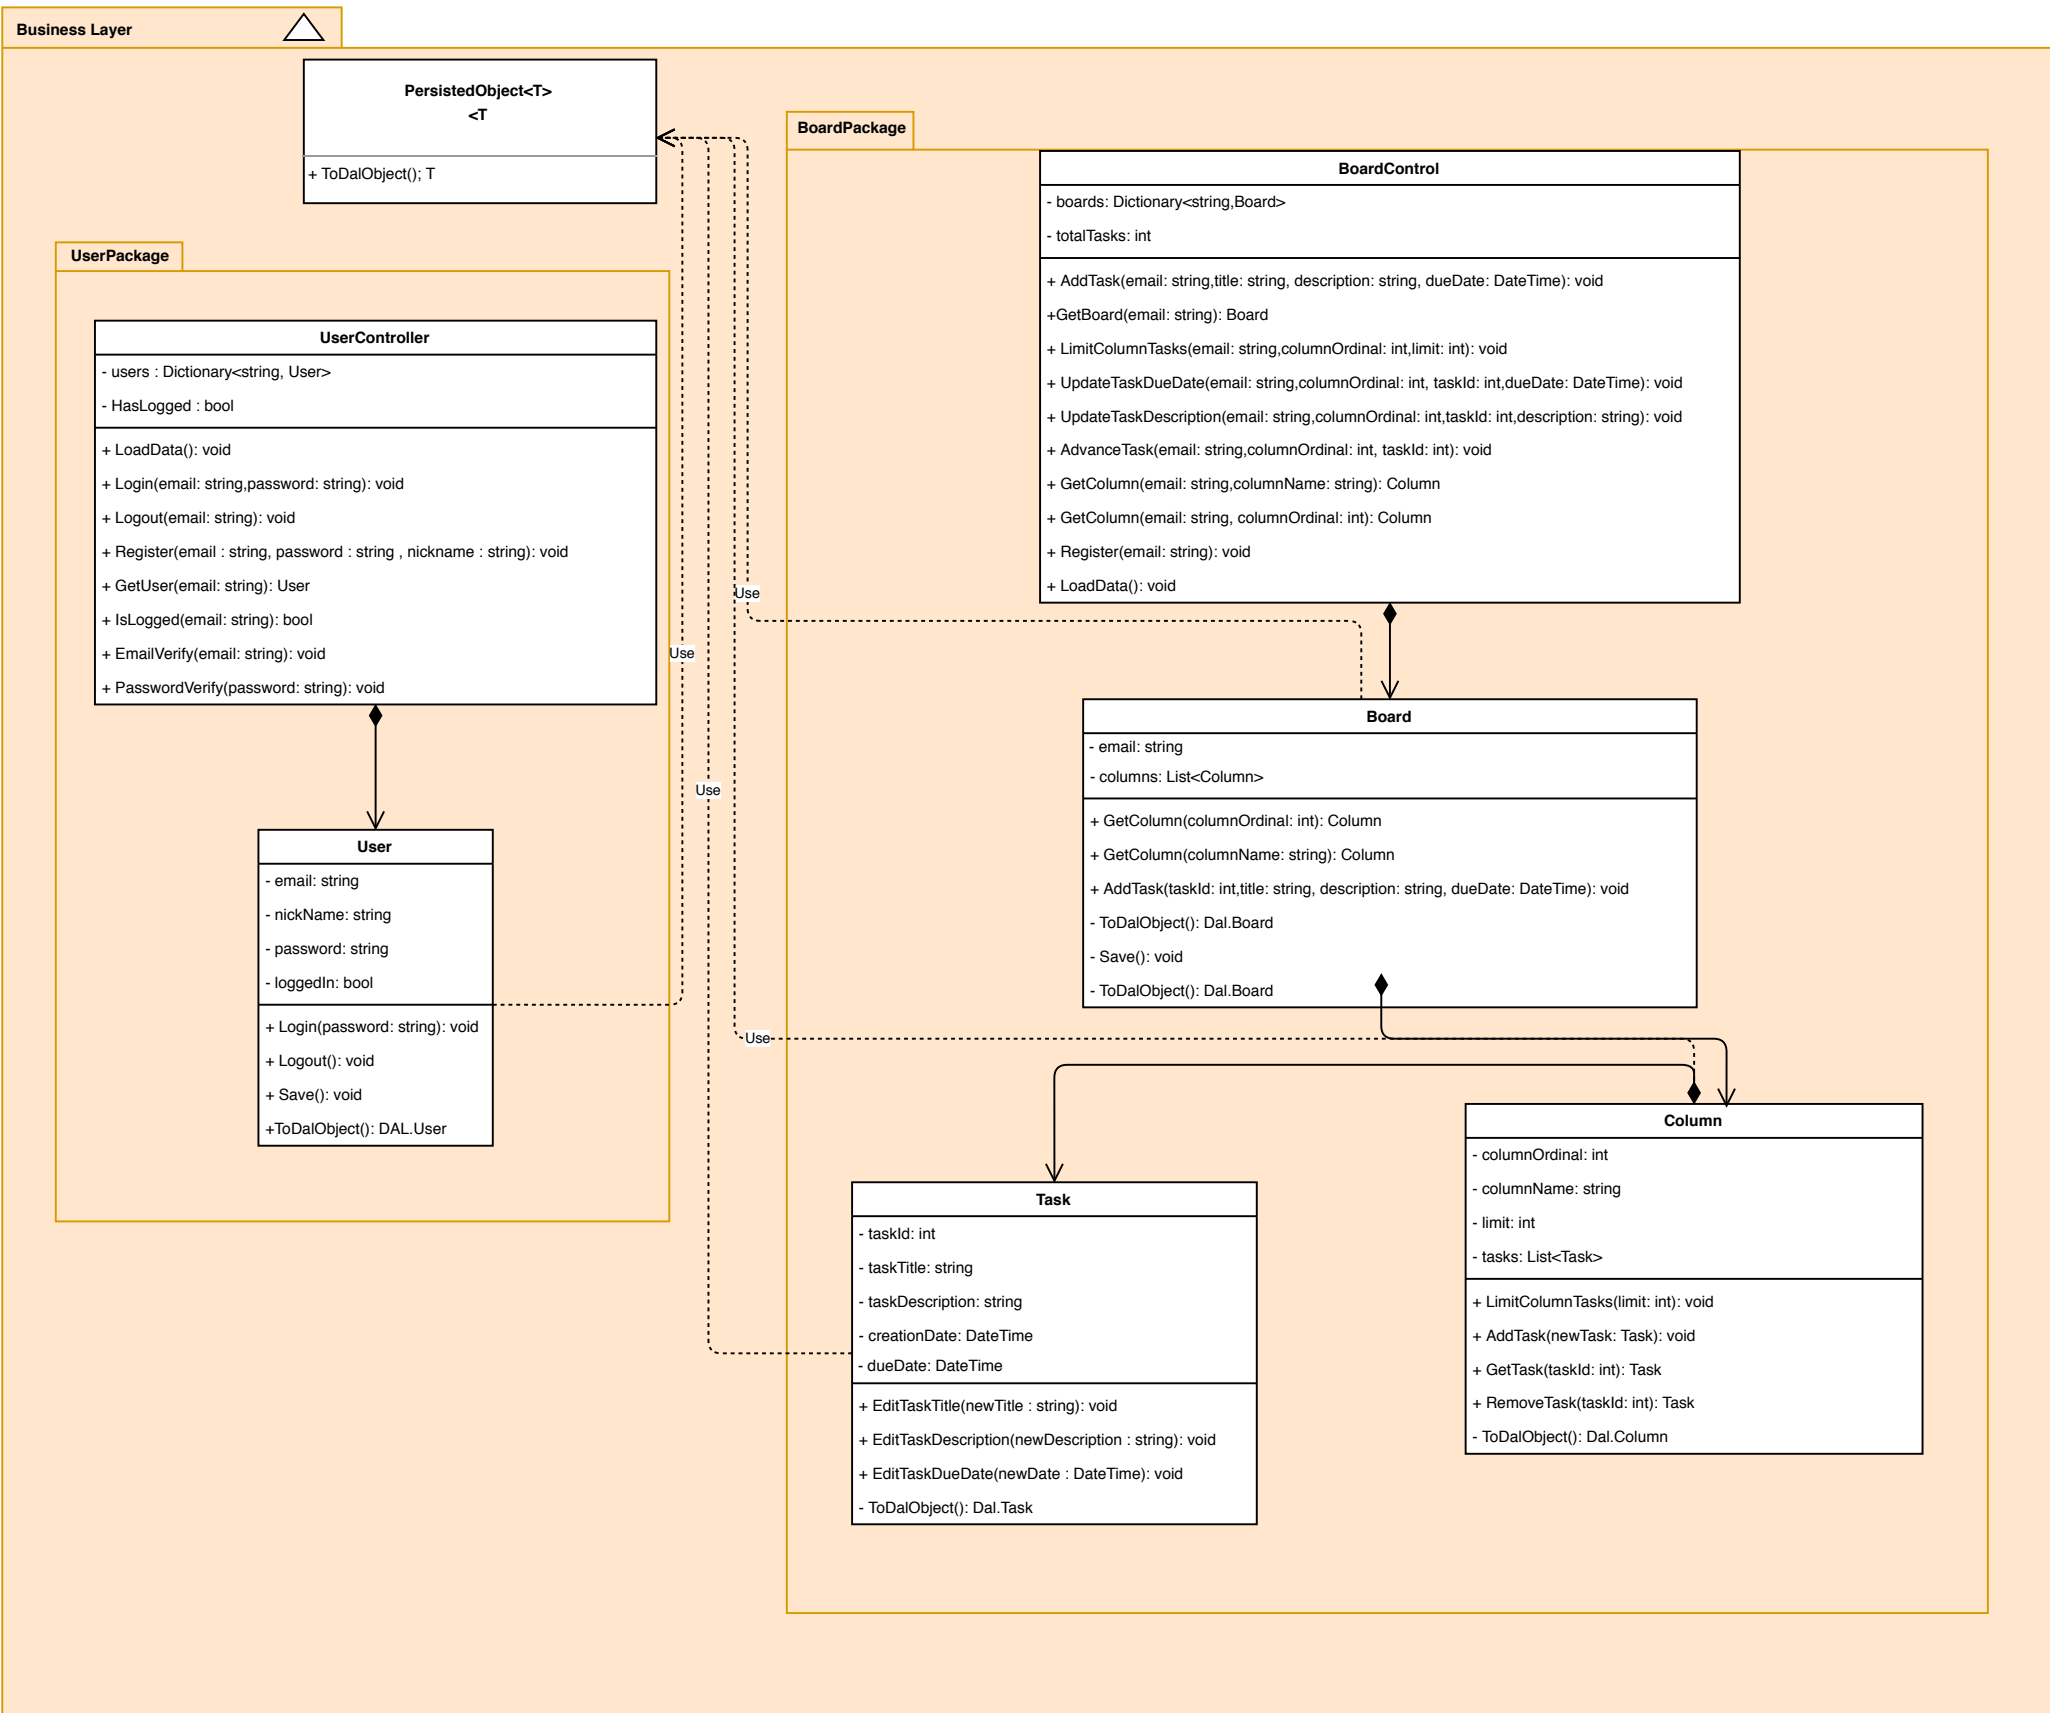 Business Layer
PersistedObject<T>
<T
+ ToDalObject(); T
UserPackage
UserController
- users : Dictionary<string, User>
- HasLogged : bool
+ LoadData(): void
+ Login(email: string,password: string): void
+ Logout(email: string): void
+ Register(email : string, password : string , nickname : string): void
+ GetUser(email: string): User
+ IsLogged(email: string): bool
+ EmailVerify(email: string): void
+ PasswordVerify(password: string): void
User
- email: string
- nickName: string
- password: string
- loggedIn: bool
+ Login(password: string): void
+ Logout(): void
+ Save(): void
+ToDalObject(): DAL.User
Use
Use
Use
Use
BoardPackage
BoardControl
- boards: Dictionary<string,Board>
- totalTasks: int
+ AddTask(email: string,title: string, description: string, dueDate: DateTime): void
+GetBoard(email: string): Board
+ LimitColumnTasks(email: string,columnOrdinal: int,limit: int): void
+ UpdateTaskDueDate(email: string,columnOrdinal: int, taskId: int,dueDate: DateTime): void
+ UpdateTaskDescription(email: string,columnOrdinal: int,taskId: int,description: string): void
+ AdvanceTask(email: string,columnOrdinal: int, taskId: int): void
+ GetColumn(email: string,columnName: string): Column
+ GetColumn(email: string, columnOrdinal: int): Column
+ Register(email: string): void
+ LoadData(): void
Board
- email: string
- columns: List<Column>
+ GetColumn(columnOrdinal: int): Column
+ GetColumn(columnName: string): Column
+ AddTask(taskId: int,title: string, description: string, dueDate: DateTime): void
- ToDalObject(): Dal.Board
- Save(): void
- ToDalObject(): Dal.Board
Task
- taskId: int
- taskTitle: string
- taskDescription: string
- creationDate: DateTime
- dueDate: DateTime
+ EditTaskTitle(newTitle : string): void
+ EditTaskDescription(newDescription : string): void
+ EditTaskDueDate(newDate : DateTime): void
- ToDalObject(): Dal.Task
Column
- columnOrdinal: int
- columnName: string
- limit: int
- tasks: List<Task>
+ LimitColumnTasks(limit: int): void
+ AddTask(newTask: Task): void
+ GetTask(taskId: int): Task
+ RemoveTask(taskId: int): Task
- ToDalObject(): Dal.Column